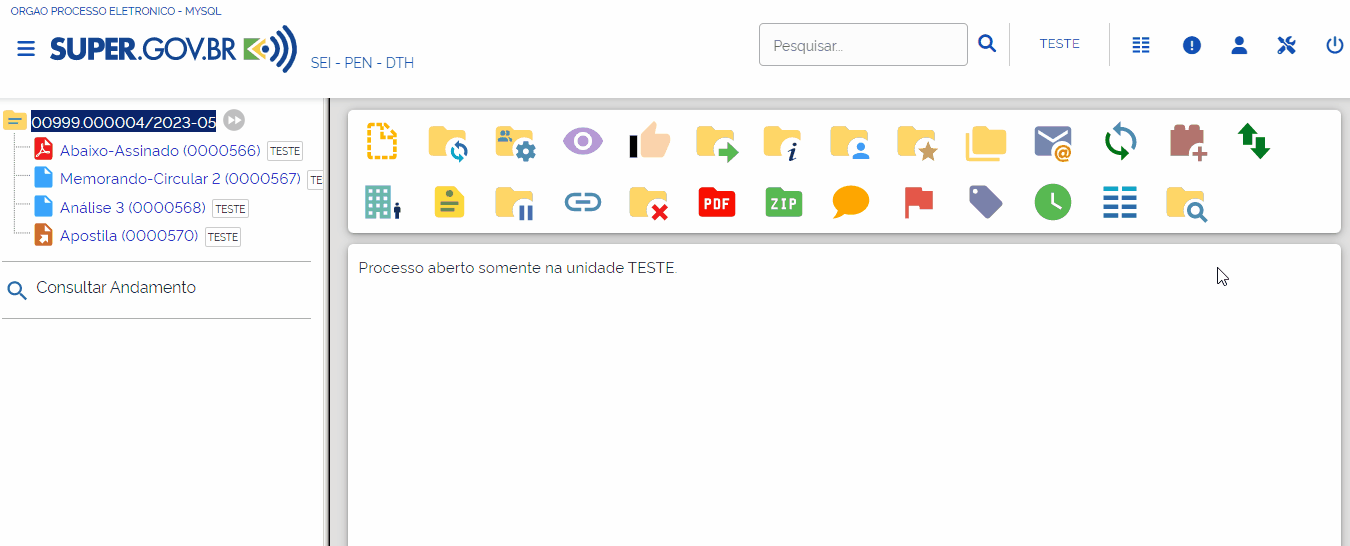 ORGAO PROCESSO ELETRONICO - MYSQL
SUPER.GOV.BR
SEI - PEN - DTH
Pesquisar...
TESTE
00999.000004/2023-05
Abaixo-Assinado (0000566) TESTE
Memorando-Circular 2 (0000567) TE
Análise 3 (0000568) TESTE
Apostila (0000570) TESTE
Consultar Andamento
i
@
PDF
ZIP
Processo aberto somente na unidade TESTE.